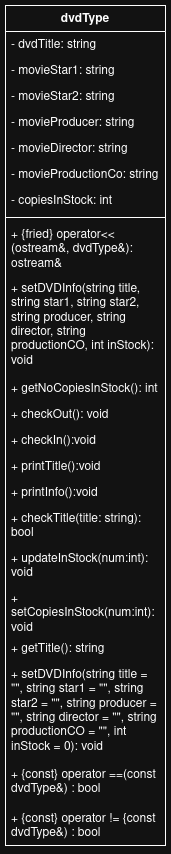 dvdType
- dvdTitle: string
- movieStar1: string
- movieStar2: string
- movieProducer: string
- movieDirector: string
- movieProductionCo: string
- copiesInStock: int
+ {fried} operator<<
(ostream&, dvdType&):
ostream&
+ setDVDInfo(string title,
string star1, string star2,
string producer, string
director, string
productionCO, int inStock):
void
+ getNoCopiesInStock(): int
+ checkOut(): void
+ checkIn():void
+ printTitle():void
+ printInfo():void
+ checkTitle(title: string):
bool
+ updateInStock(num:int):
void
+
setCopiesInStock(num:int):
void
+ getTitle(): string
+ setDVDInfo(string title =
"", string star1 = "", string
star2 = "", string producer =
"", string director = "", string
productionCO = "", int
inStock = 0): void
+ {const} operator ==(const
dvdType&) : bool
+ {const} operator != {const
dvdType&) : bool